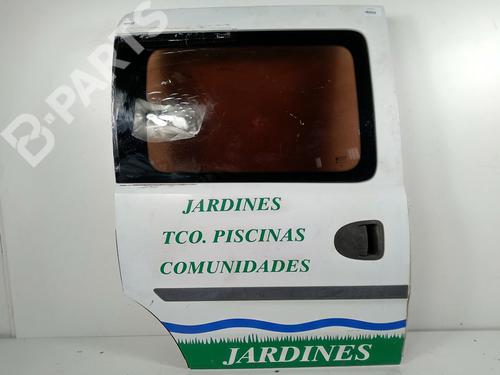 B-PARTS
JARDINES
TCO. PISCINAS
COMUNIDADES
JARDINES